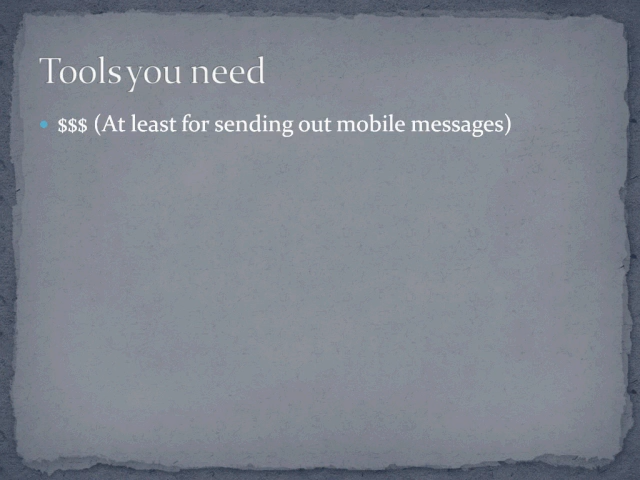 Tools you need
• $$$ (At least for sending out mobile messages)